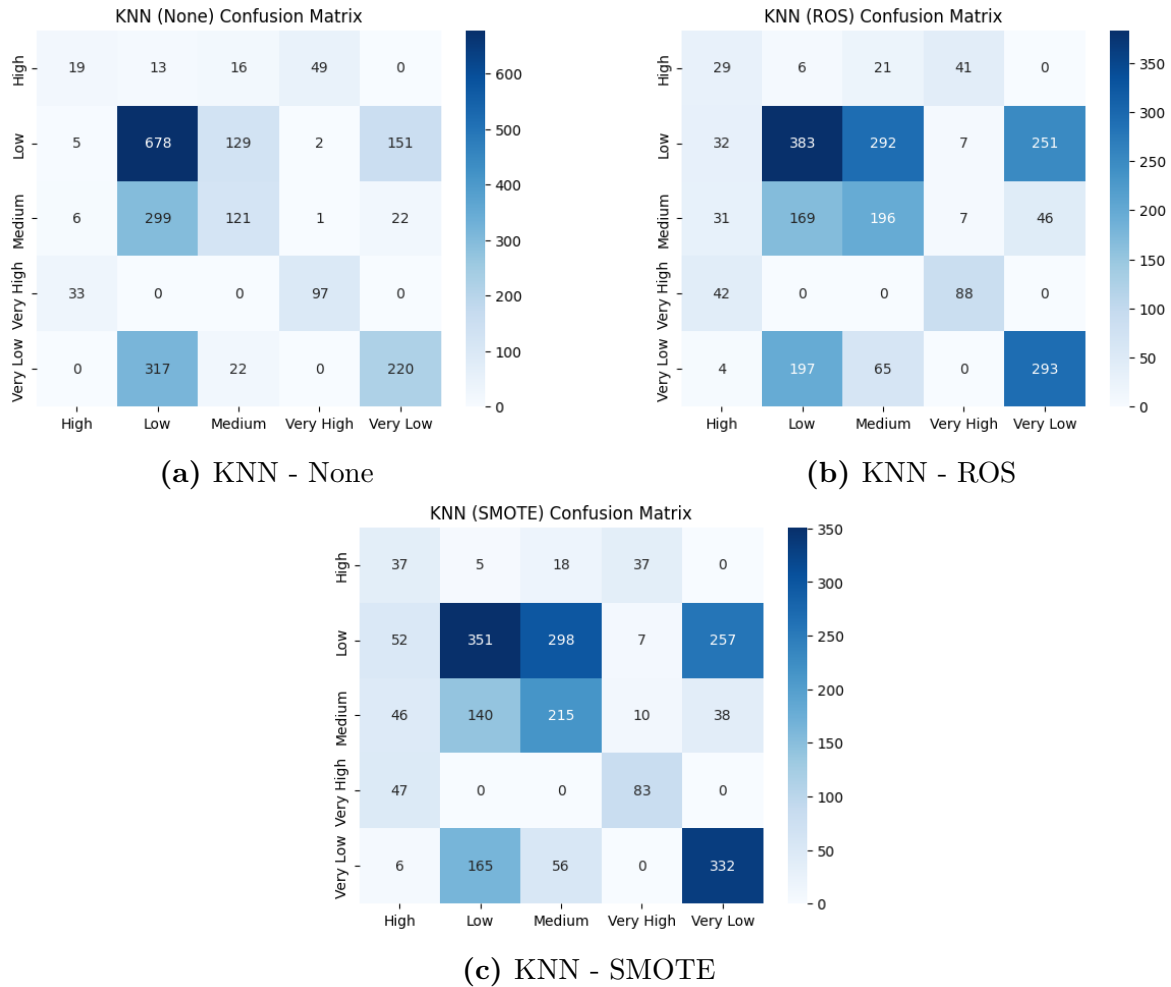 KNN (None) Confusion Matrix
High 19 13 16 49 0
Low 5 678 129 2 151
Medium 6 299 121 1 22
Very High 33 0 0 97 0
Very Low 0 317 22 0 220
High Low Medium Very High Very Low
600
500
400
300
200
100
0
(a) KNN - None
KNN (ROS) Confusion Matrix
High 29 6 21 41 0
Low 32 383 292 7 251
Medium 31 169 196 7 46
Very High 42 0 0 88 0
Very Low 4 197 65 0 293
High Low Medium Very High Very Low
350
300
250
200
150
100
50
0
(b) KNN - ROS
KNN (SMOTE) Confusion Matrix
High 37 5 18 37 0
Low 52 351 298 7 257
Medium 46 140 215 10 38
Very High 47 0 0 83 0
Very Low 6 165 56 0 332
High Low Medium Very High Very Low
350
300
250
200
150
100
50
0
(c) KNN - SMOTE